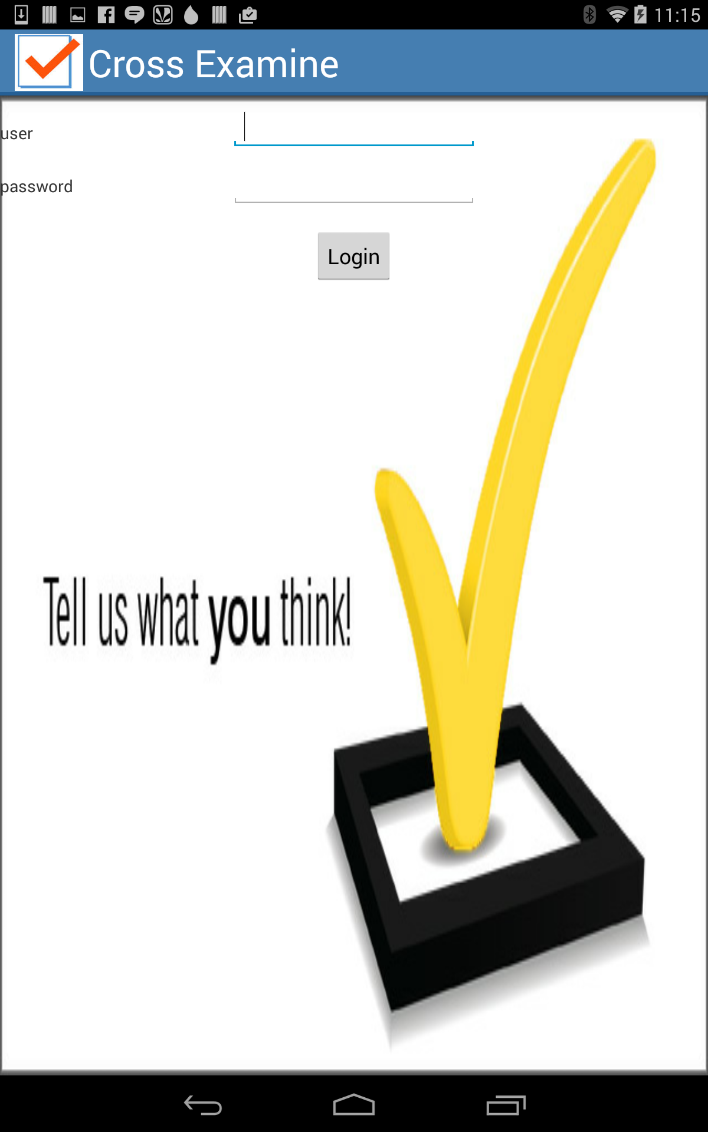 11:15
Cross Examine
user
password
Login
Tell us what you think!